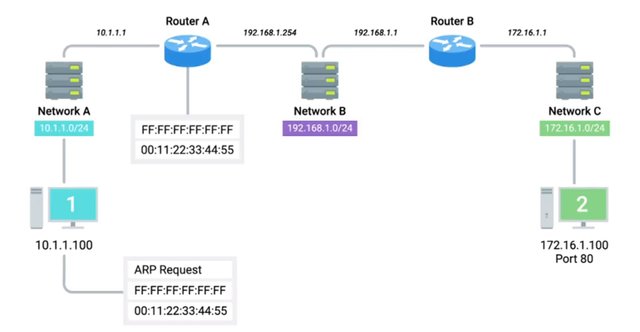 Router A
Router B
10.1.1.1
192.168.1.254
192.168.1.1
172.16.1.1
Network A
10.1.1.0/24
Network B
192.168.1.0/24
Network C
172.16.1.0/24
FF:FF:FF:FF:FF:FF
00:11:22:33:44:55
1
10.1.1.100
2
172.16.1.100
Port 80
ARP Request
FF:FF:FF:FF:FF:FF
00:11:22:33:44:55